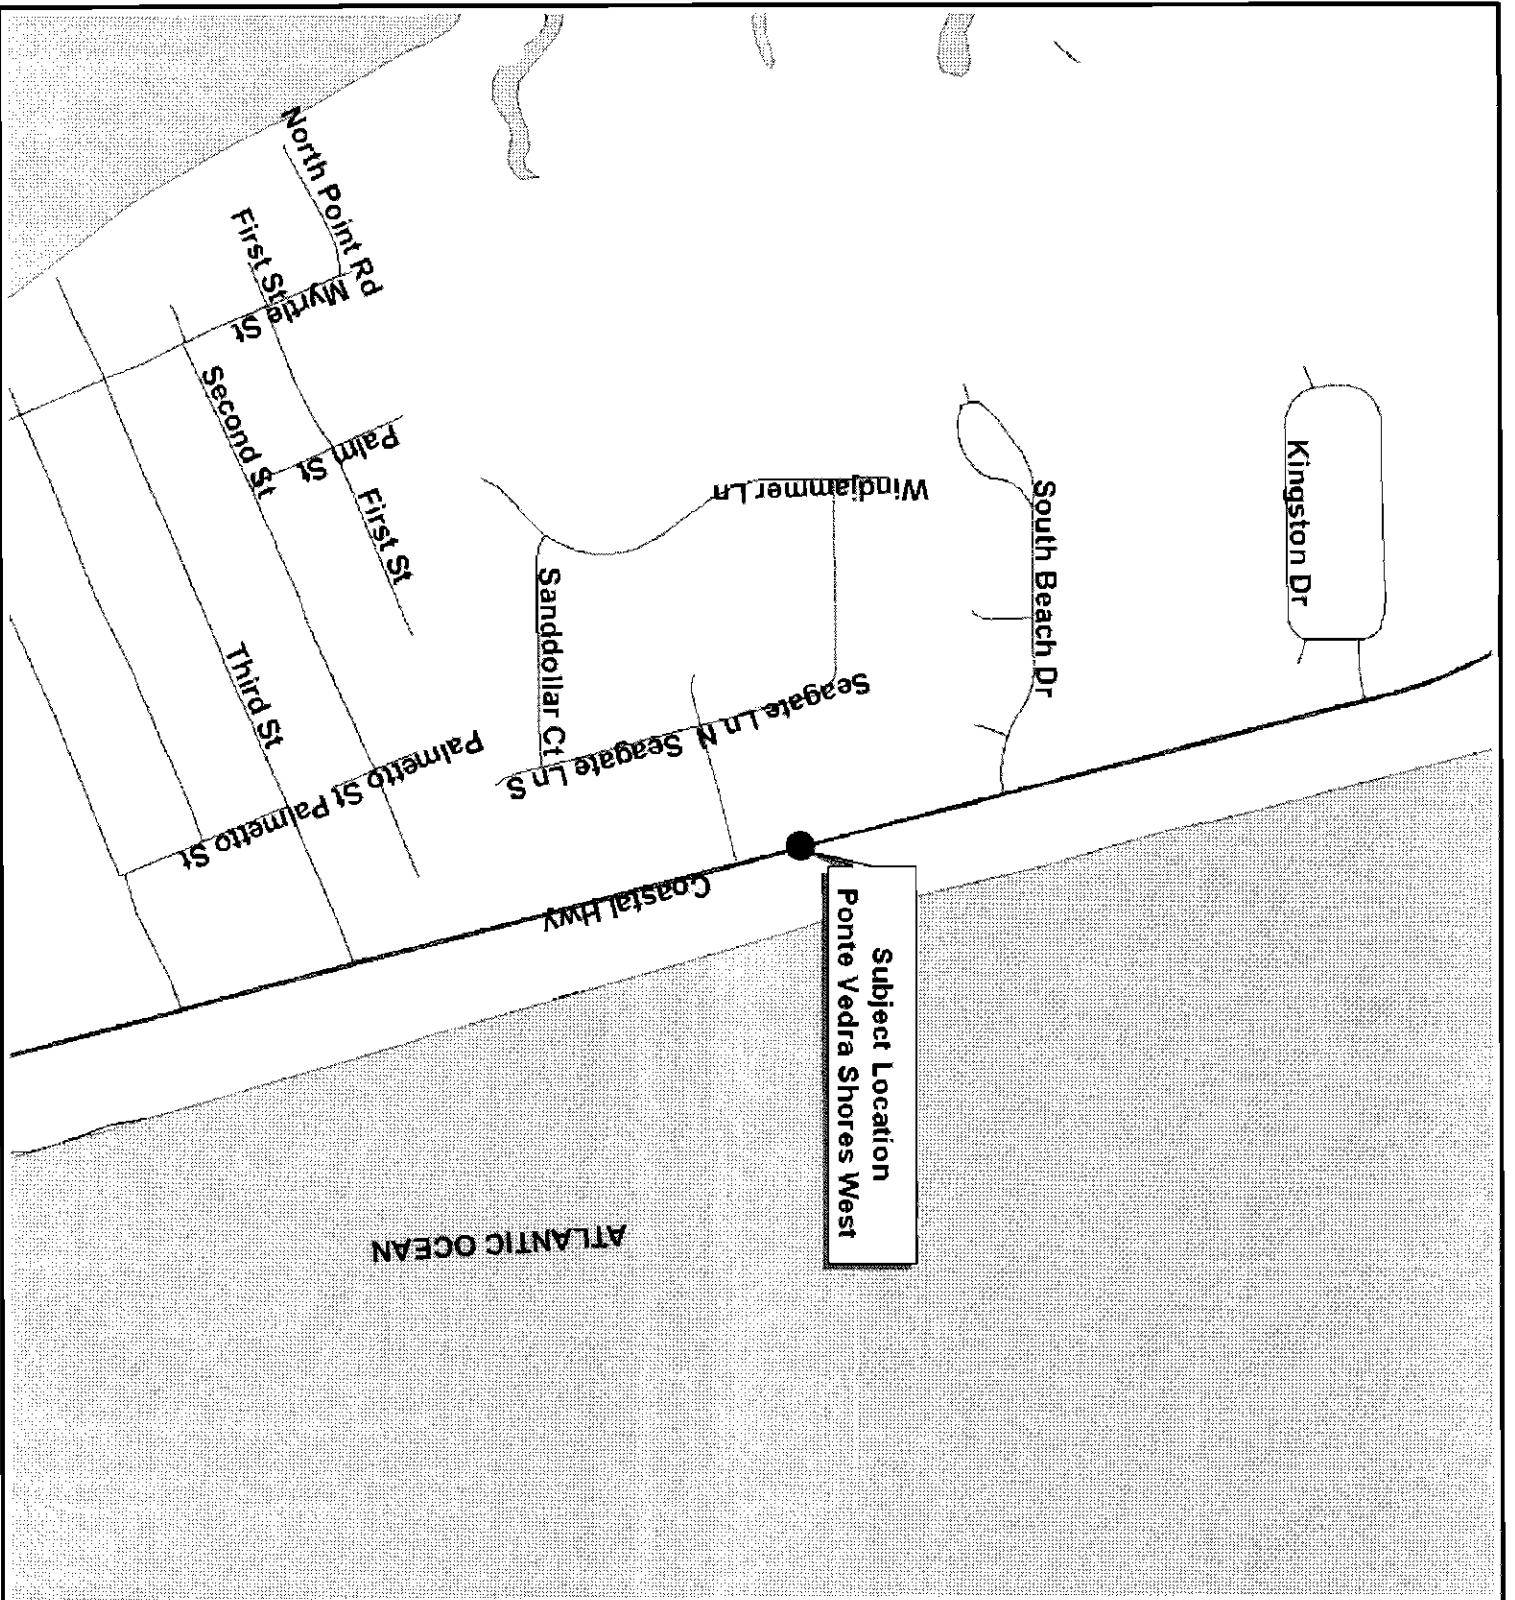 North Point Rd
First St
Myrtle St
Second St
Palm St
First St
Windjammer Ln
South Beach Dr
Kingston Dr
Sanddollar Ct
Third St
Seagate Ln N
Seagate Ln S
Palmetto St
Palmetto St
Coastal Hwy
Subject Location
Ponte Vedra Shores West
ATLANTIC OCEAN